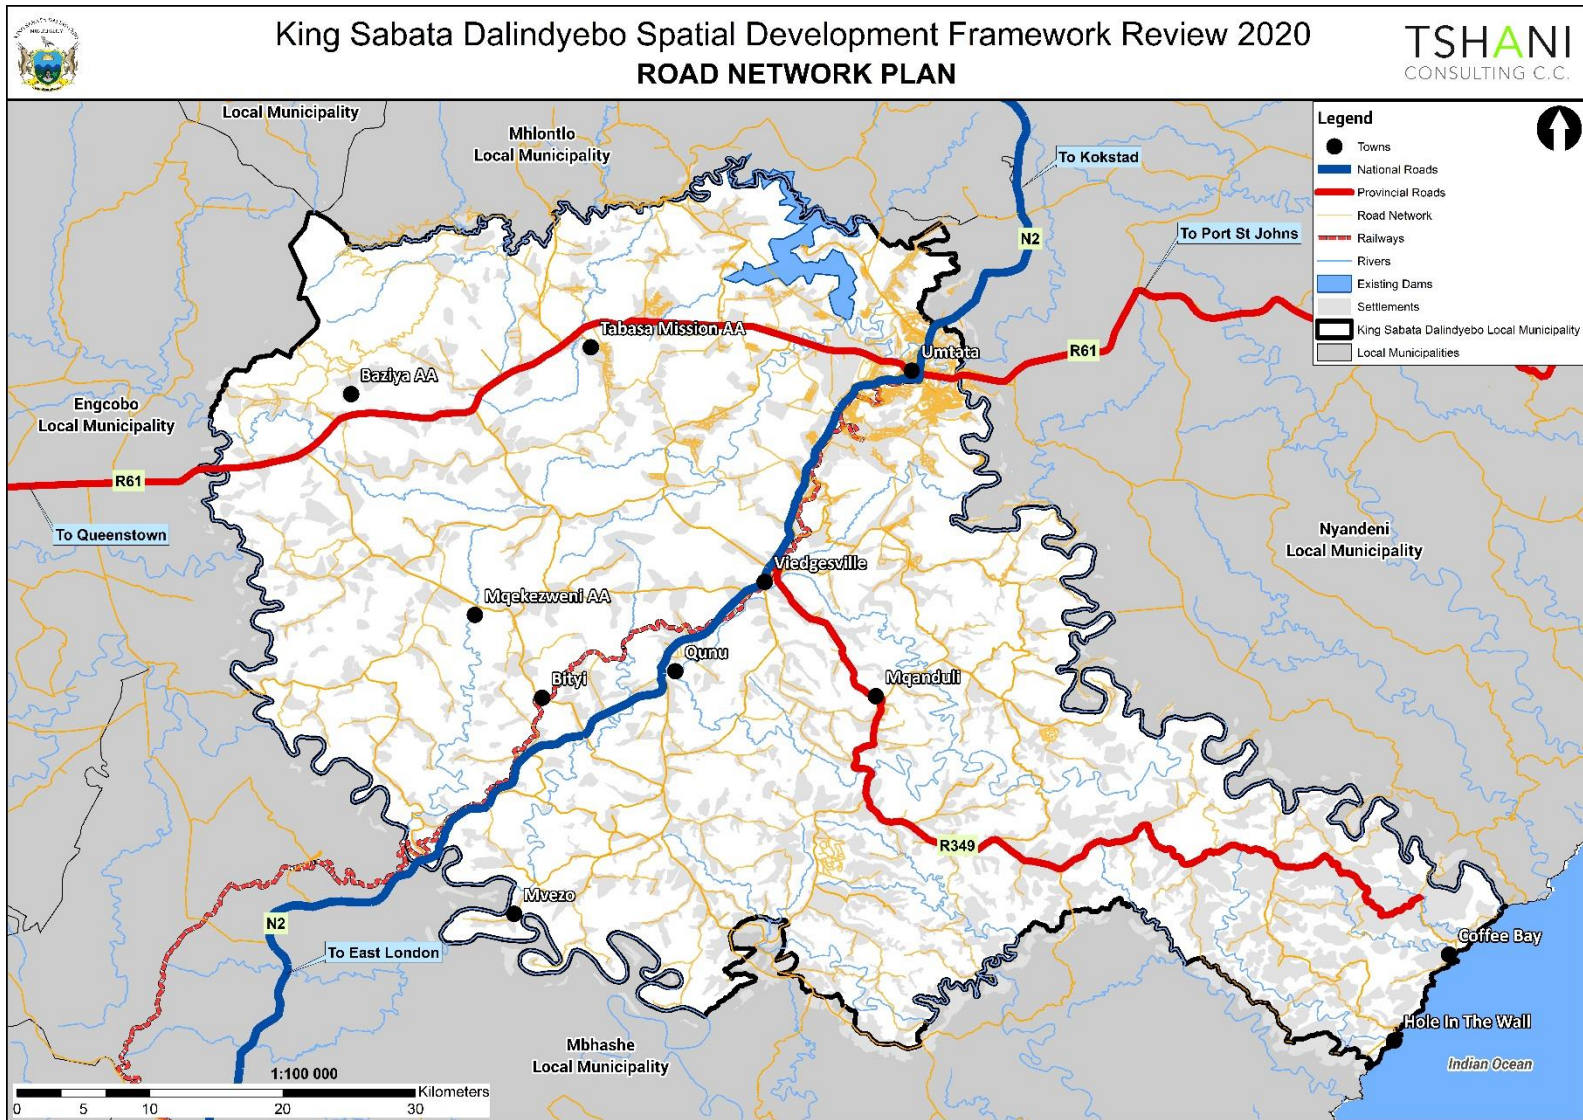 King Sabata Dalindyebo Spatial Development Framework Review 2020
ROAD NETWORK PLAN
TSHANI
CONSULTING C.C.
Local Municipality
Mhlontlo
Local Municipality
To Kokstad
Legend
Towns
National Roads
Provincial Roads
Road Network
Railways
Rivers
Existing Dams
Settlements
King Sabata Dalindyebo Local Municipality
Local Municipalities
N2
To Port St Johns
Tabasa Mission AA
Umtata
R61
Baziya AA
Engcobo
Local Municipality
R61
To Queenstown
Nyandeni
Local Municipality
Viedgesville
Mqekezweni AA
Qunu
Bityi
Mqanduli
R349
Mvezo
N2
To East London
Coffee Bay
Hole In The Wall
Mbhashe
Local Municipality
Indian Ocean
1:100 000
Kilometers
0 5 10 20 30